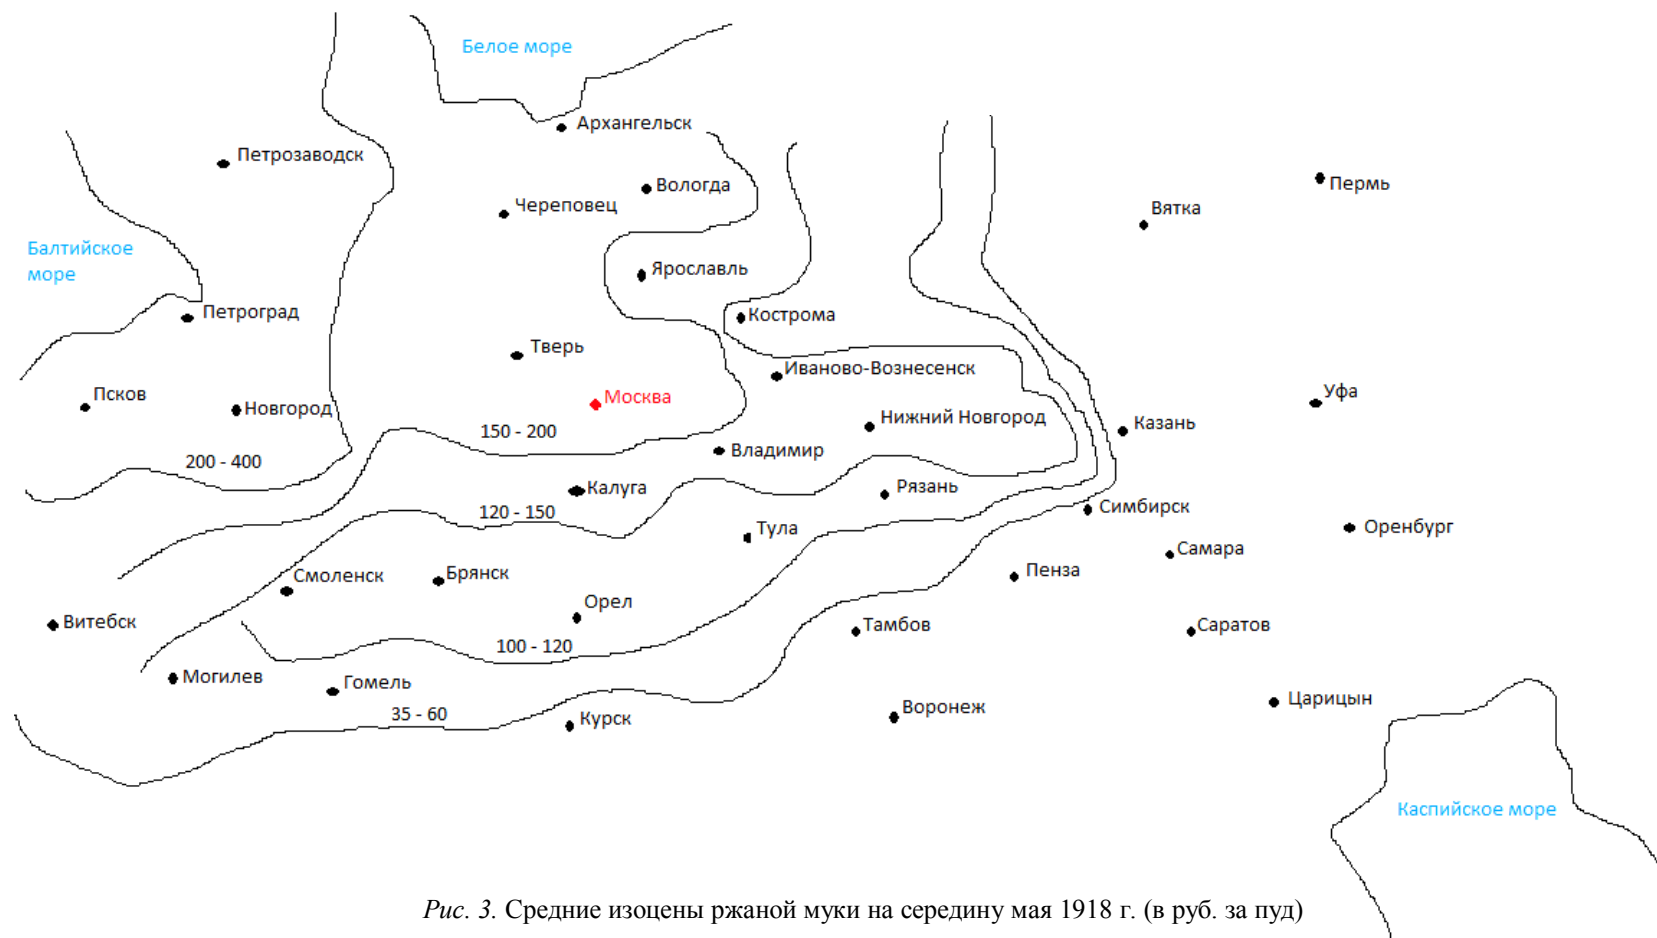 Белое море
Архангельск
Петрозаводск
Вологда
Пермь
Череповец
Вятка
Балтийское
море
Ярославль
Петроград
Кострома
Тверь
Иваново-Вознесенск
Псков
Москва
Уфа
Новгород
Нижний Новгород
Казань
150 - 200
Владимир
200 - 400
Калуга
Рязань
120 - 150
Симбирск
Тула
Оренбург
Самара
Смоленск
Брянск
Пенза
Орел
Витебск
Тамбов
Саратов
100 - 120
Могилев
Гомель
Царицын
35 - 60
Курск
Воронеж
Каспийское море
Рис. 3. Средние изоцены ржаной муки на середину мая 1918 г. (в руб. за пуд)